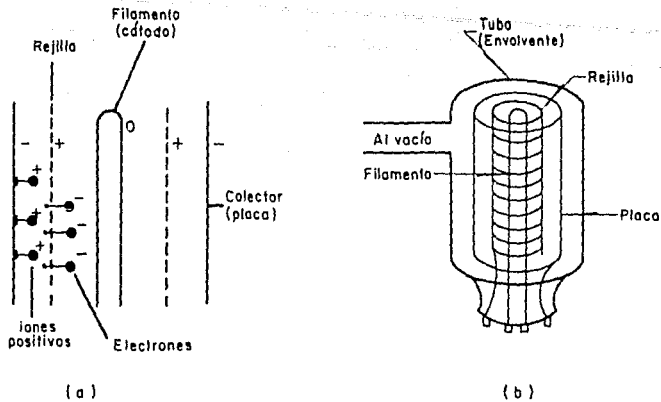 Filamento
(cátodo)
Rejilla
O
- + + -
+ -
+ -
+ -
Colector
(placa)
iones
positivos
Electrones
(a)
Tubo
(Envolvente)
Rejilla
Al vacío
Filamento
Placa
(b)